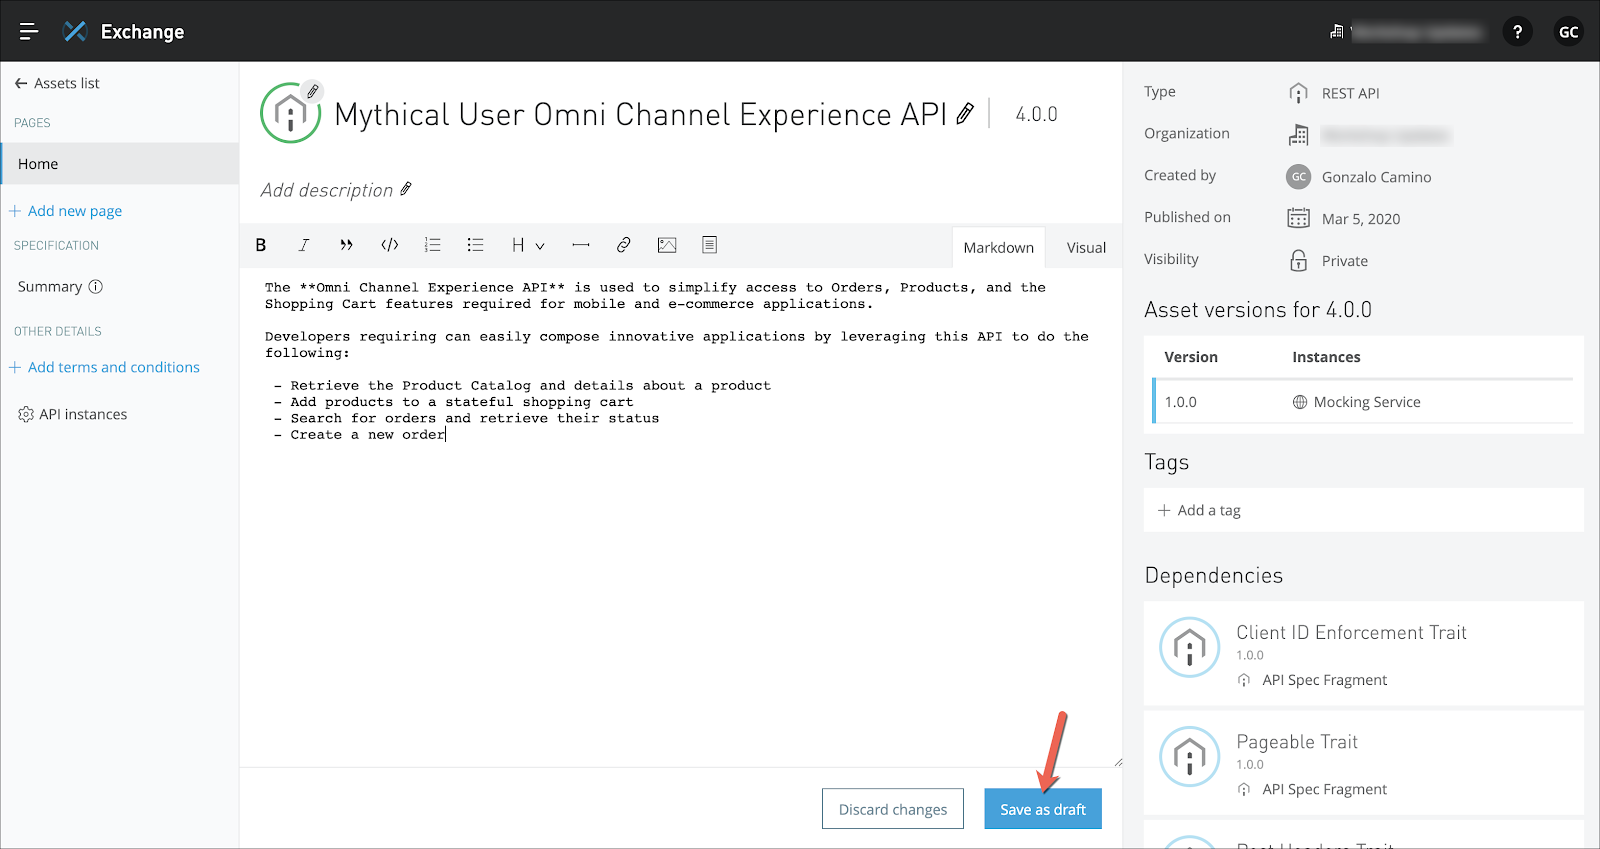 Exchange
?
GC
Assets list
PAGES
Home
Add new page
SPECIFICATION
Summary
OTHER DETAILS
Add terms and conditions
API instances
Mythical User Omni Channel Experience API
4.0.0
Add description
B I H
Markdown
Visual
The **Omni Channel Experience API** is used to simplify access to Orders, Products, and the
Shopping Cart features required for mobile and e-commerce applications.
Developers requiring can easily compose innovative applications by leveraging this API to do the
following:
- Retrieve the Product Catalog and details about a product
- Add products to a stateful shopping cart
- Search for orders and retrieve their status
- Create a new order
Discard changes
Save as draft
Type
REST API
Organization
Created by
GC
Gonzalo Camino
Published on
Mar 5, 2020
Visibility
Private
Asset versions for 4.0.0
Version
Instances
1.0.0
Mocking Service
Tags
Add a tag
Dependencies
Client ID Enforcement Trait
1.0.0
API Spec Fragment
Pageable Trait
1.0.0
API Spec Fragment